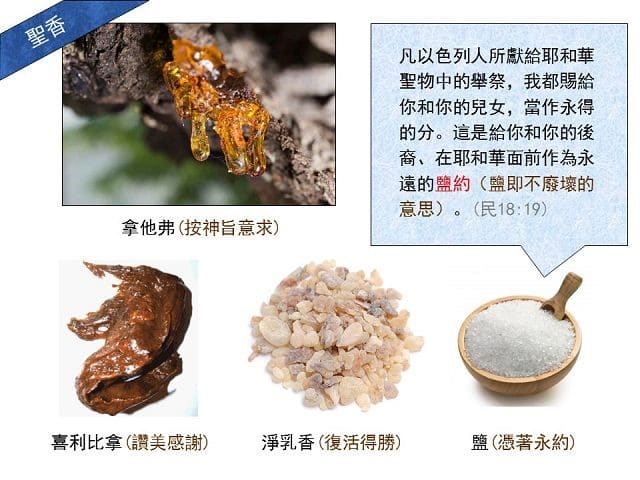 聖香
凡以色列人所獻給耶和華
聖物中的舉祭，我都賜給
你和你的兒女，當作永得
的分。這是給你和你的後
裔、在耶和華面前作為永
遠的鹽約（鹽即不廢壞的
意思）。(民18:19)
拿他弗(按神旨意求)
喜利比拿(讚美感謝)
淨乳香(復活得勝)
鹽(憑著永約)